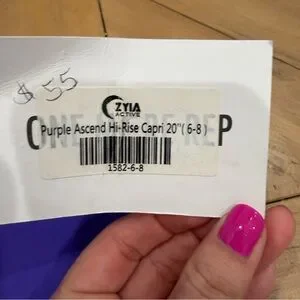 $55
ZYIA
ACTIVE
Purple Ascend Hi-Rise Capri 20"( 6-8 )
1582-6-8